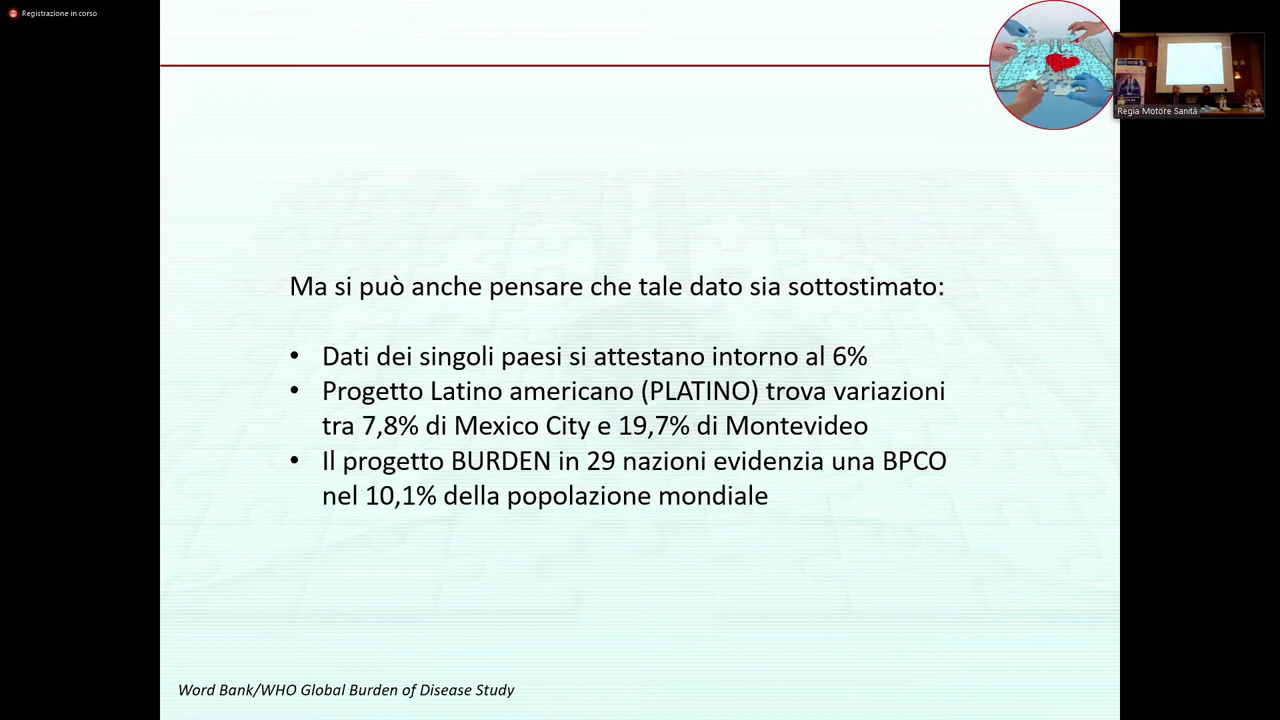 Registrazione in corso
Regia Motore Sanità
Ma si può anche pensare che tale dato sia sottostimato:
• Dati dei singoli paesi si attestano intorno al 6%
• Progetto Latino americano (PLATINO) trova variazioni
tra 7,8% di Mexico City e 19,7% di Montevideo
• Il progetto BURDEN in 29 nazioni evidenzia una BPCO
nel 10,1% della popolazione mondiale
Word Bank/WHO Global Burden of Disease Study